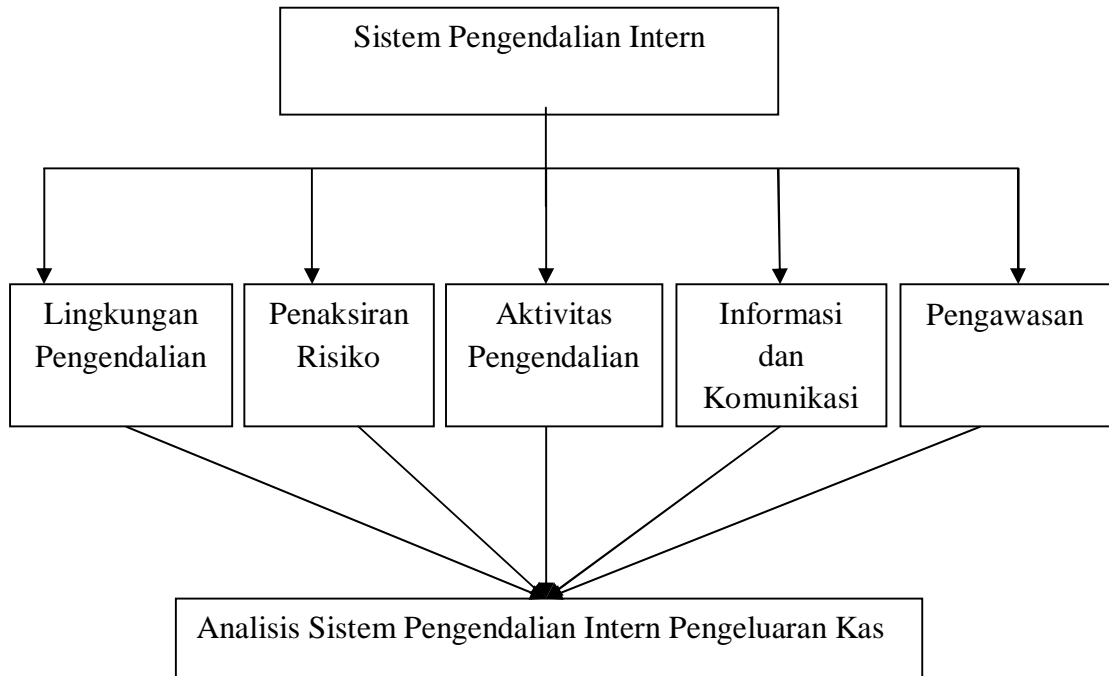 Sistem Pengendalian Intern
Lingkungan
Pengendalian
Penaksiran
Risiko
Aktivitas
Pengendalian
Informasi
dan
Komunikasi
Pengawasan
Analisis Sistem Pengendalian Intern Pengeluaran Kas